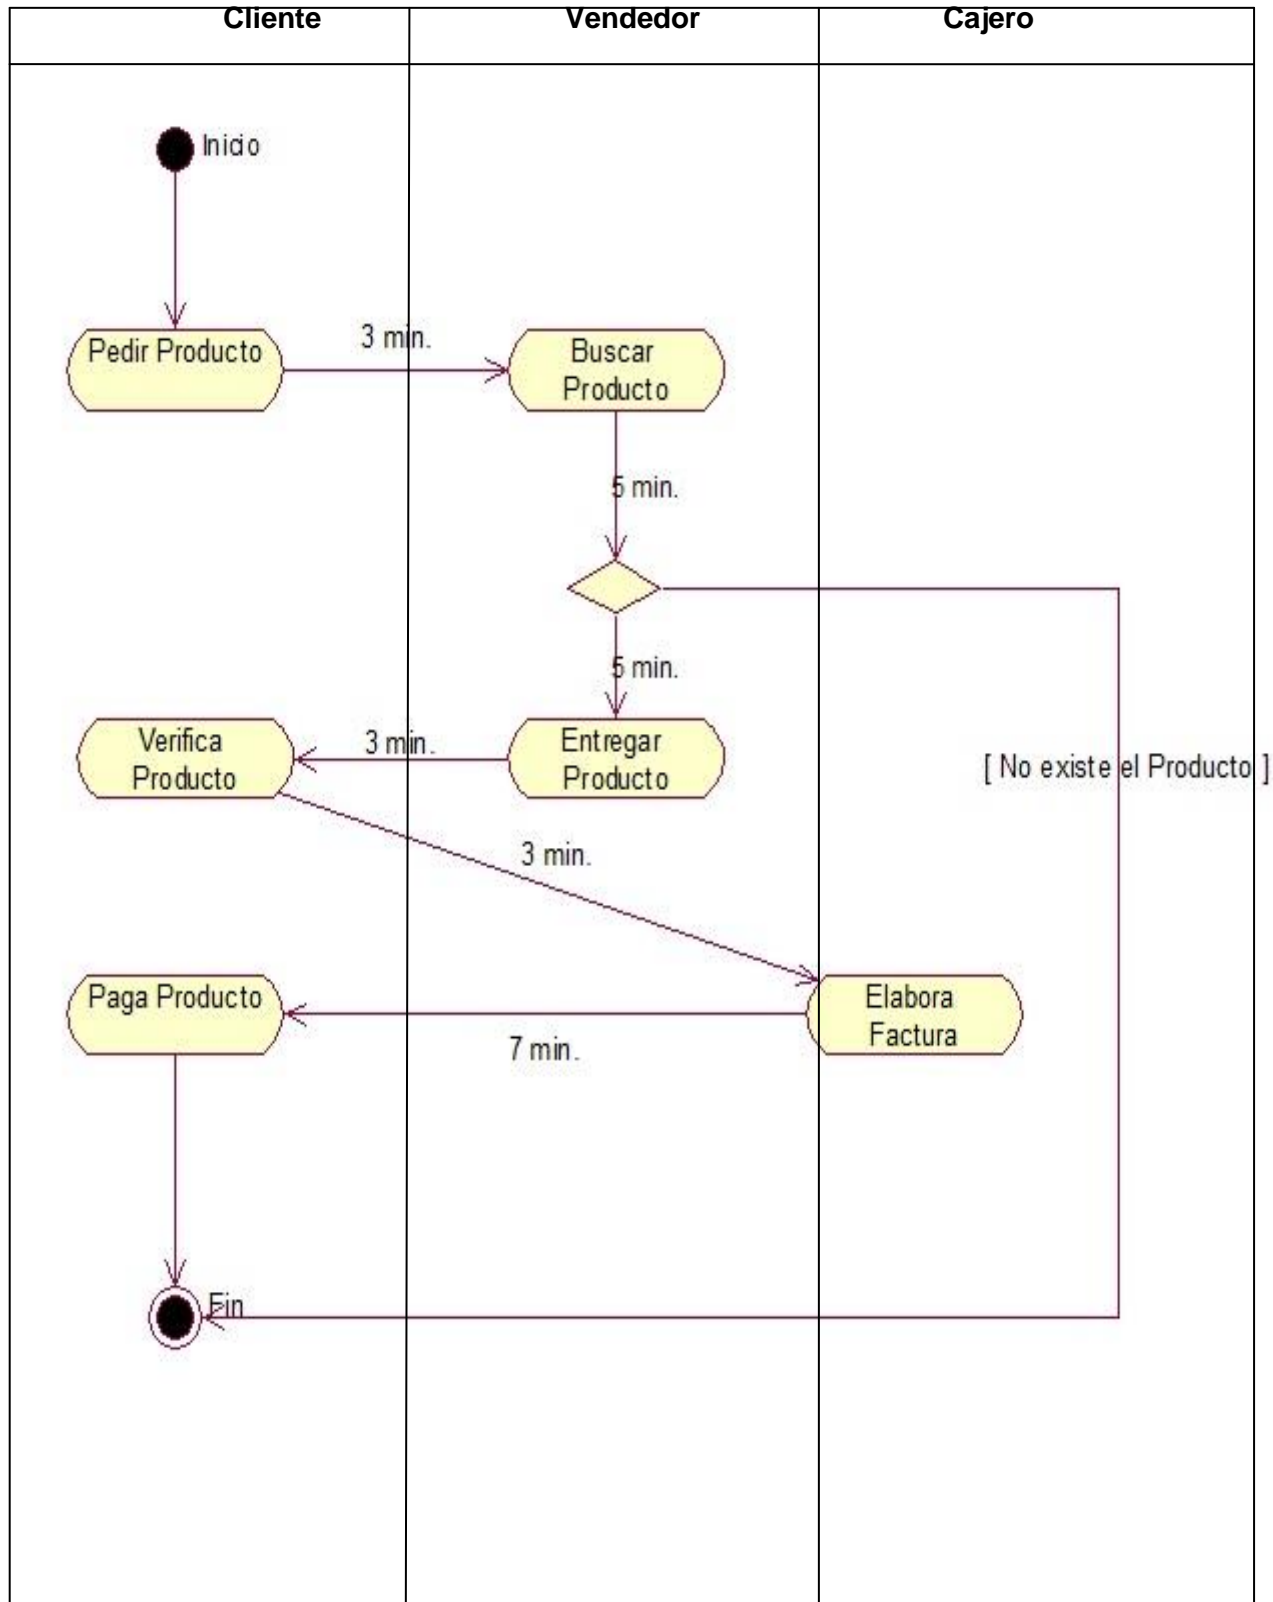 Cliente
Vendedor
Cajero
Inicio
Pedir Producto
3 min.
Buscar
Producto
5 min.
5 min.
Verifica
Producto
3 min.
Entregar
Producto
[ No existe el Producto ]
3 min.
Paga Producto
Elabora
Factura
7 min.
Fin